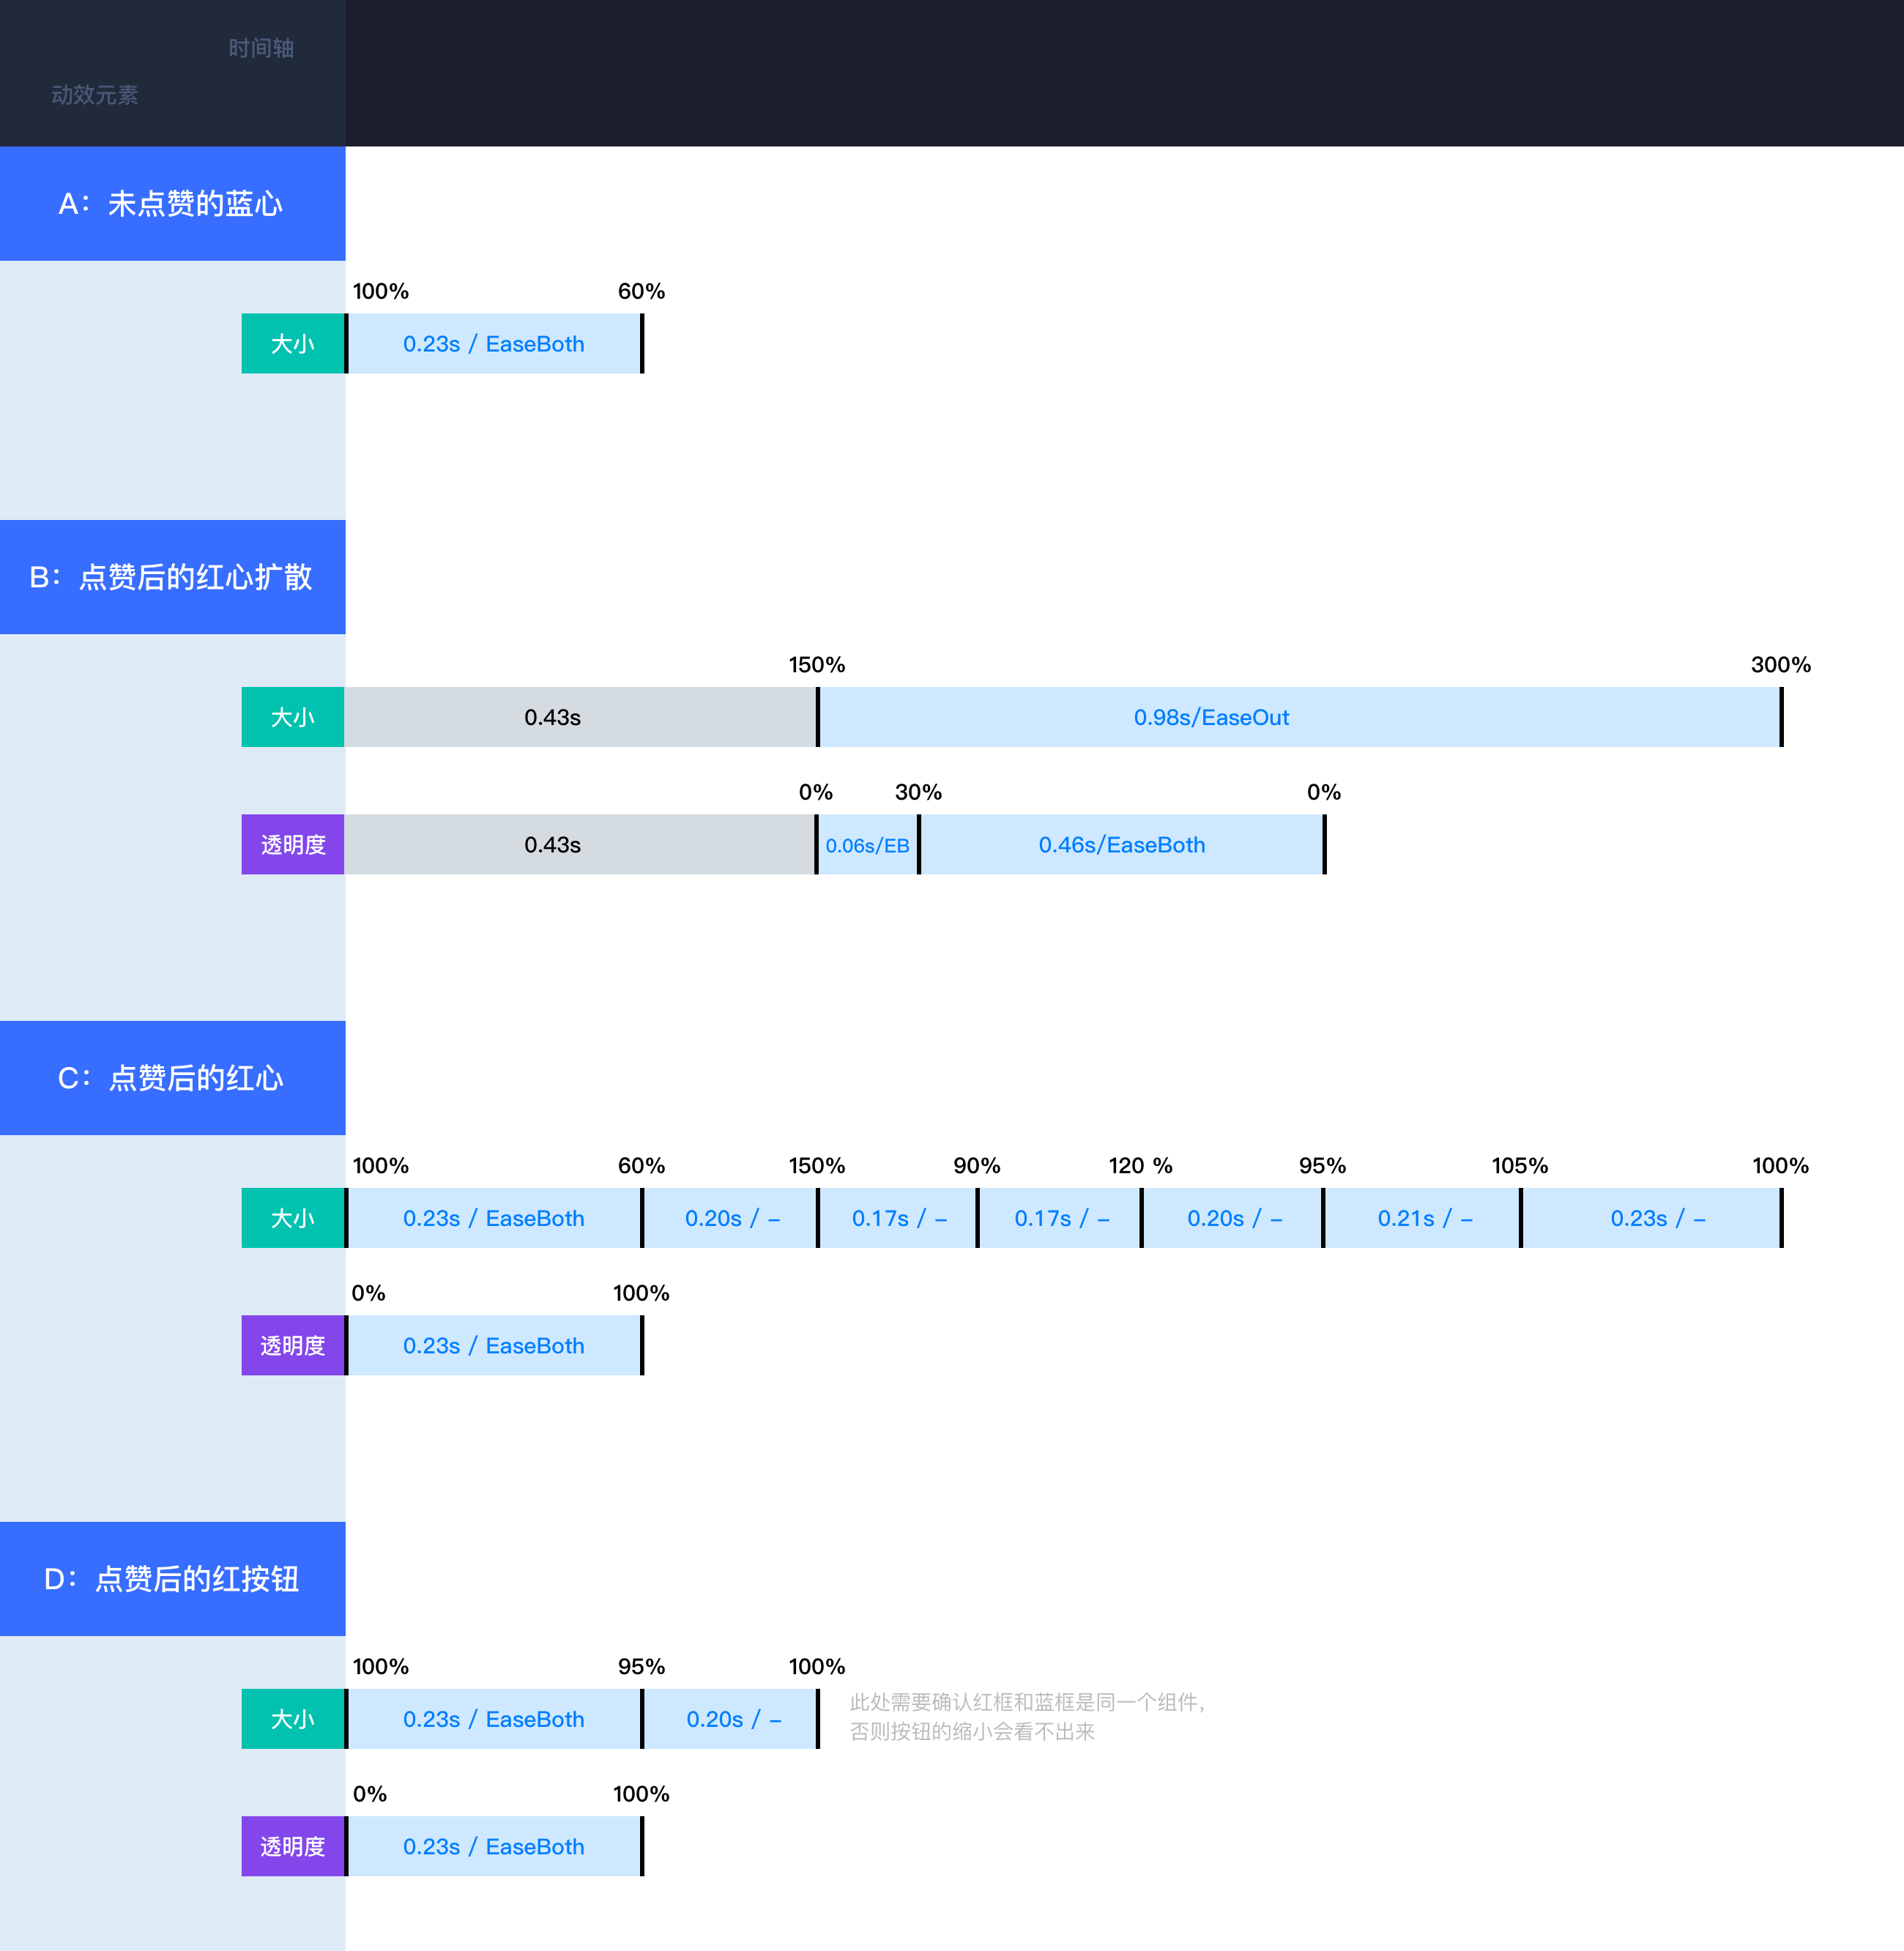 时间轴
动效元素
A：未点赞的蓝心
100% 60%
大小 0.23s / EaseBoth
B：点赞后的红心扩散
150% 300%
大小 0.43s 0.98s/EaseOut
0% 30% 0%
透明度 0.43s 0.06s/EB 0.46s/EaseBoth
C：点赞后的红心
100% 60% 150% 90% 120 % 95% 105% 100%
大小 0.23s / EaseBoth 0.20s / – 0.17s / – 0.17s / – 0.20s / – 0.21s / – 0.23s / –
0% 100%
透明度 0.23s / EaseBoth
D：点赞后的红按钮
100% 95% 100%
大小 0.23s / EaseBoth 0.20s / –
此处需要确认红框和蓝框是同一个组件，
否则按钮的缩小会看不出来
0% 100%
透明度 0.23s / EaseBoth